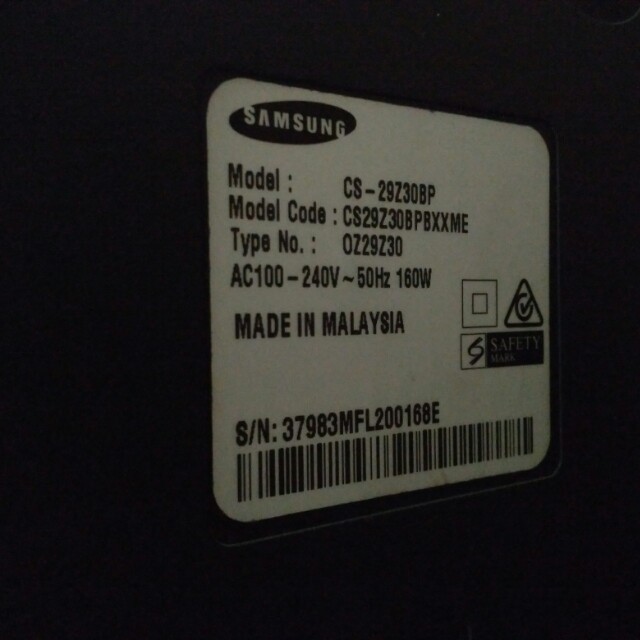 SAMSUNG
Model : CS-29Z30BP
Model Code : CS29Z30BPBXXME
Type No. : OZ29Z30
AC100-240V~50Hz 160W
MADE IN MALAYSIA
SAFETY
MARK
S/N: 37983MFL200168E